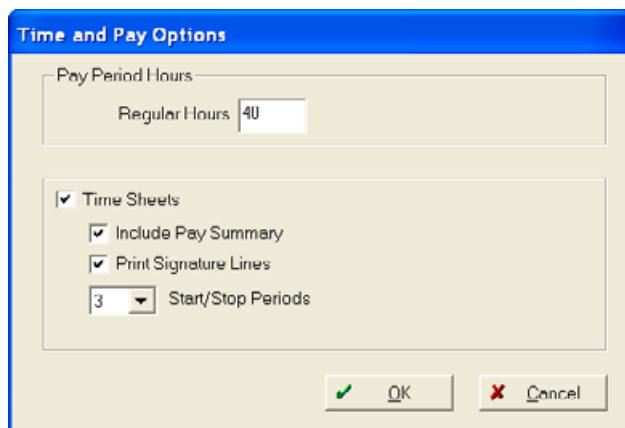 Time and Pay Options
Pay Period Hours
Regular Hours 40
Time Sheets
Include Pay Summary
Print Signature Lines
3 Start/Stop Periods
OK Cancel